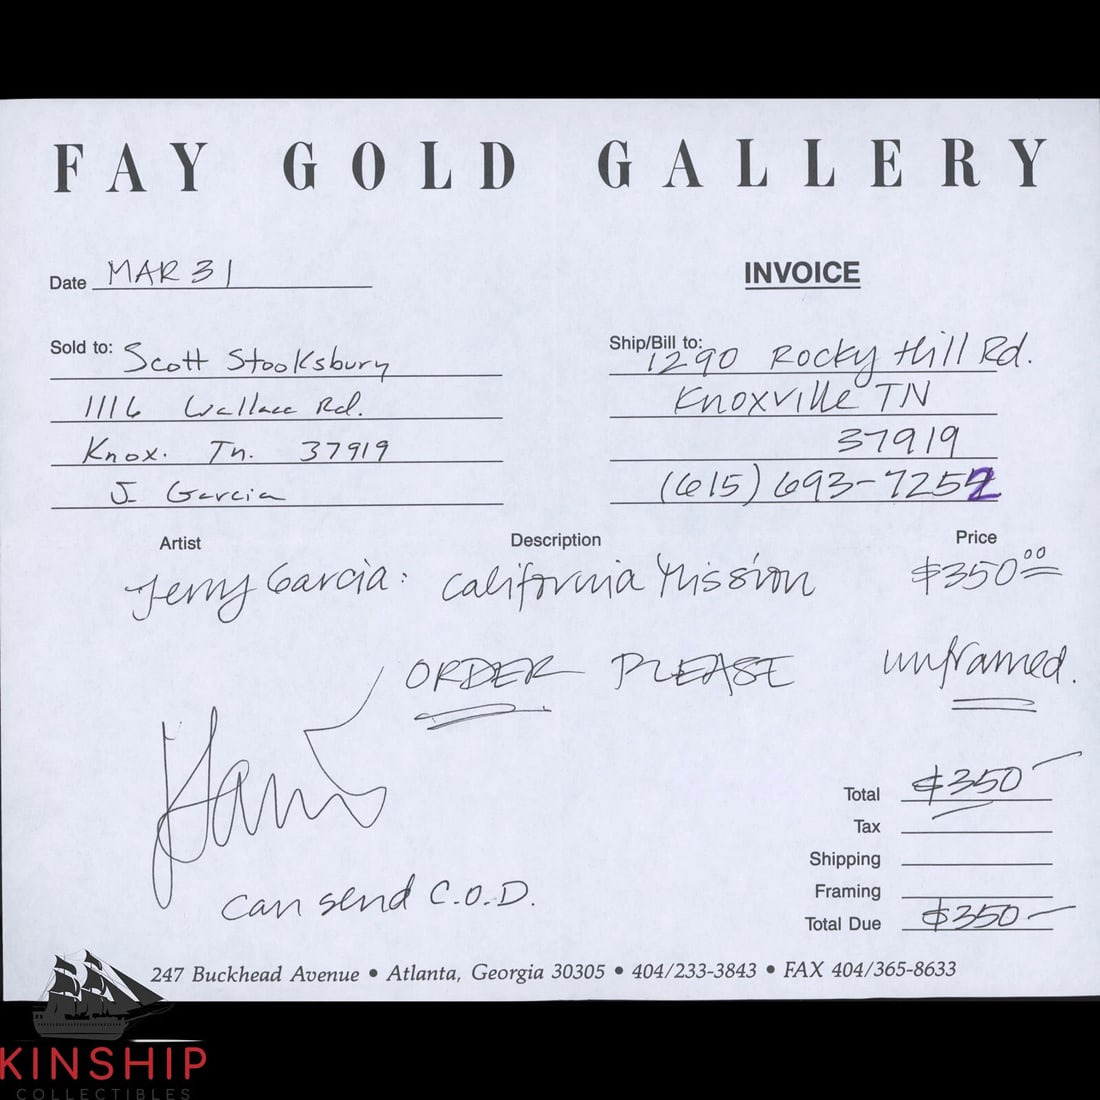 FAY GOLD GALLERY
Date MAR 31
INVOICE
Sold to: Scott Stooksbury
1116 Wallace Rd.
Knox. Tn. 37919
J. Garcia
Ship/Bill to: 1290 Rocky Hill Rd.
Knoxville TN
37919
(615) 693-7252
Artist Description Price
Jerry Garcia: California Mission $350.00
ORDER PLEASE unframed.
can send C.O.D.
Total $350
Tax
Shipping
Framing
Total Due $350
247 Buckhead Avenue • Atlanta, Georgia 30305 • 404/233-3843 • FAX 404/365-8633
KINSHIP
COLLECTIBLES